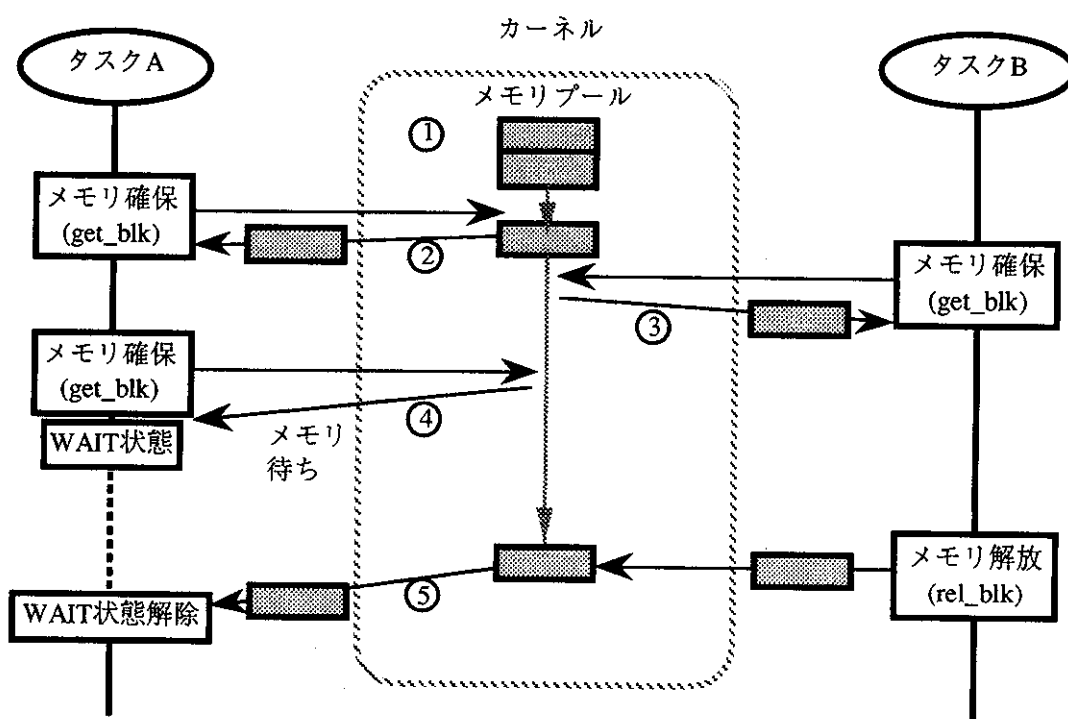 カーネル
タスクA
タスクB
メモリプール
①
メモリ確保
(get_blk)
②
メモリ確保
(get_blk)
③
メモリ確保
(get_blk)
④
WAIT状態
メモリ
待ち
メモリ解放
(rel_blk)
⑤
WAIT状態解除